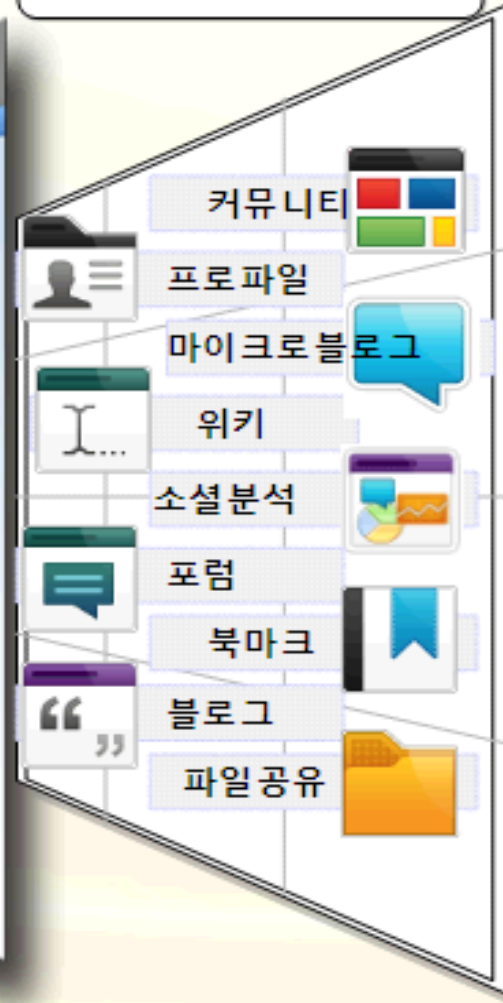 커뮤니티
프로파일
마이크로블로그
위키
소셜분석
포럼
북마크
블로그
파일공유